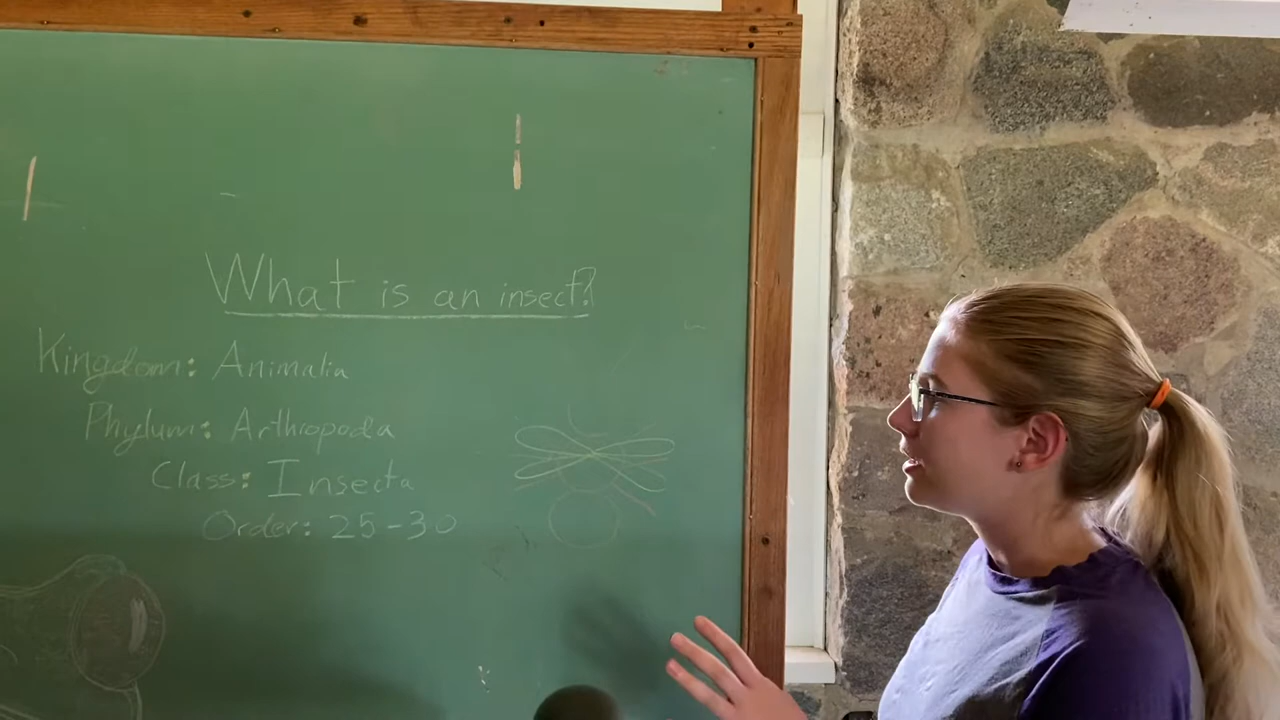 What is an insect?
Kingdom: Animalia
Phylum: Arthropoda
Class: Insecta
Order: 25-30